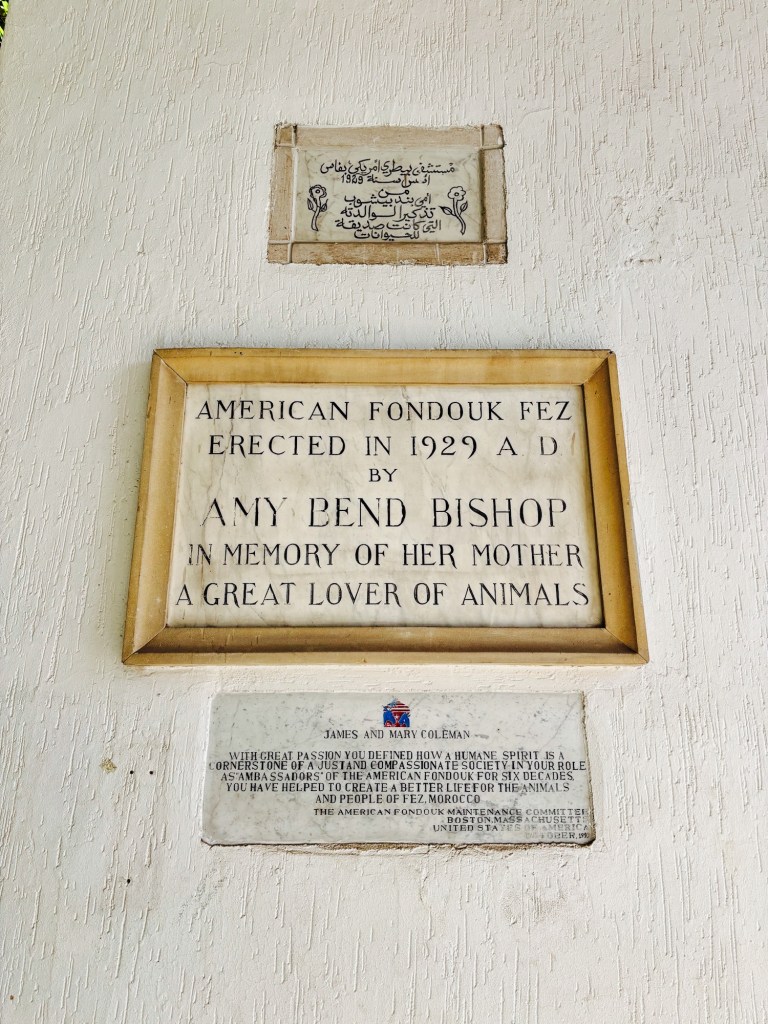 مستشفى بيطري أمريكي بفاس
اسس سنة 1929
من
امي بند بيشوب
تذكيرا لوالدته
التي كانت صديقة
للحيوانات
AMERICAN FONDOUK FEZ
ERECTED IN 1929 A. D.
BY
AMY BEND BISHOP
IN MEMORY OF HER MOTHER
A GREAT LOVER OF ANIMALS
JAMES AND MARY COLEMAN
WITH GREAT PASSION YOU DEFINED HOW A HUMANE SPIRIT IS A
CORNERSTONE OF A JUST AND COMPASSIONATE SOCIETY IN YOUR ROLE
AS "AMBASSADORS" OF THE AMERICAN FONDOUK FOR SIX DECADES.
YOU HAVE HELPED TO CREATE A BETTER LIFE FOR THE ANIMALS
AND PEOPLE OF FEZ, MOROCCO
THE AMERICAN FONDOUK MAINTENANCE COMMITTEE
BOSTON, MASSACHUSETTS
UNITED STATES OF AMERICA
OCTOBER,